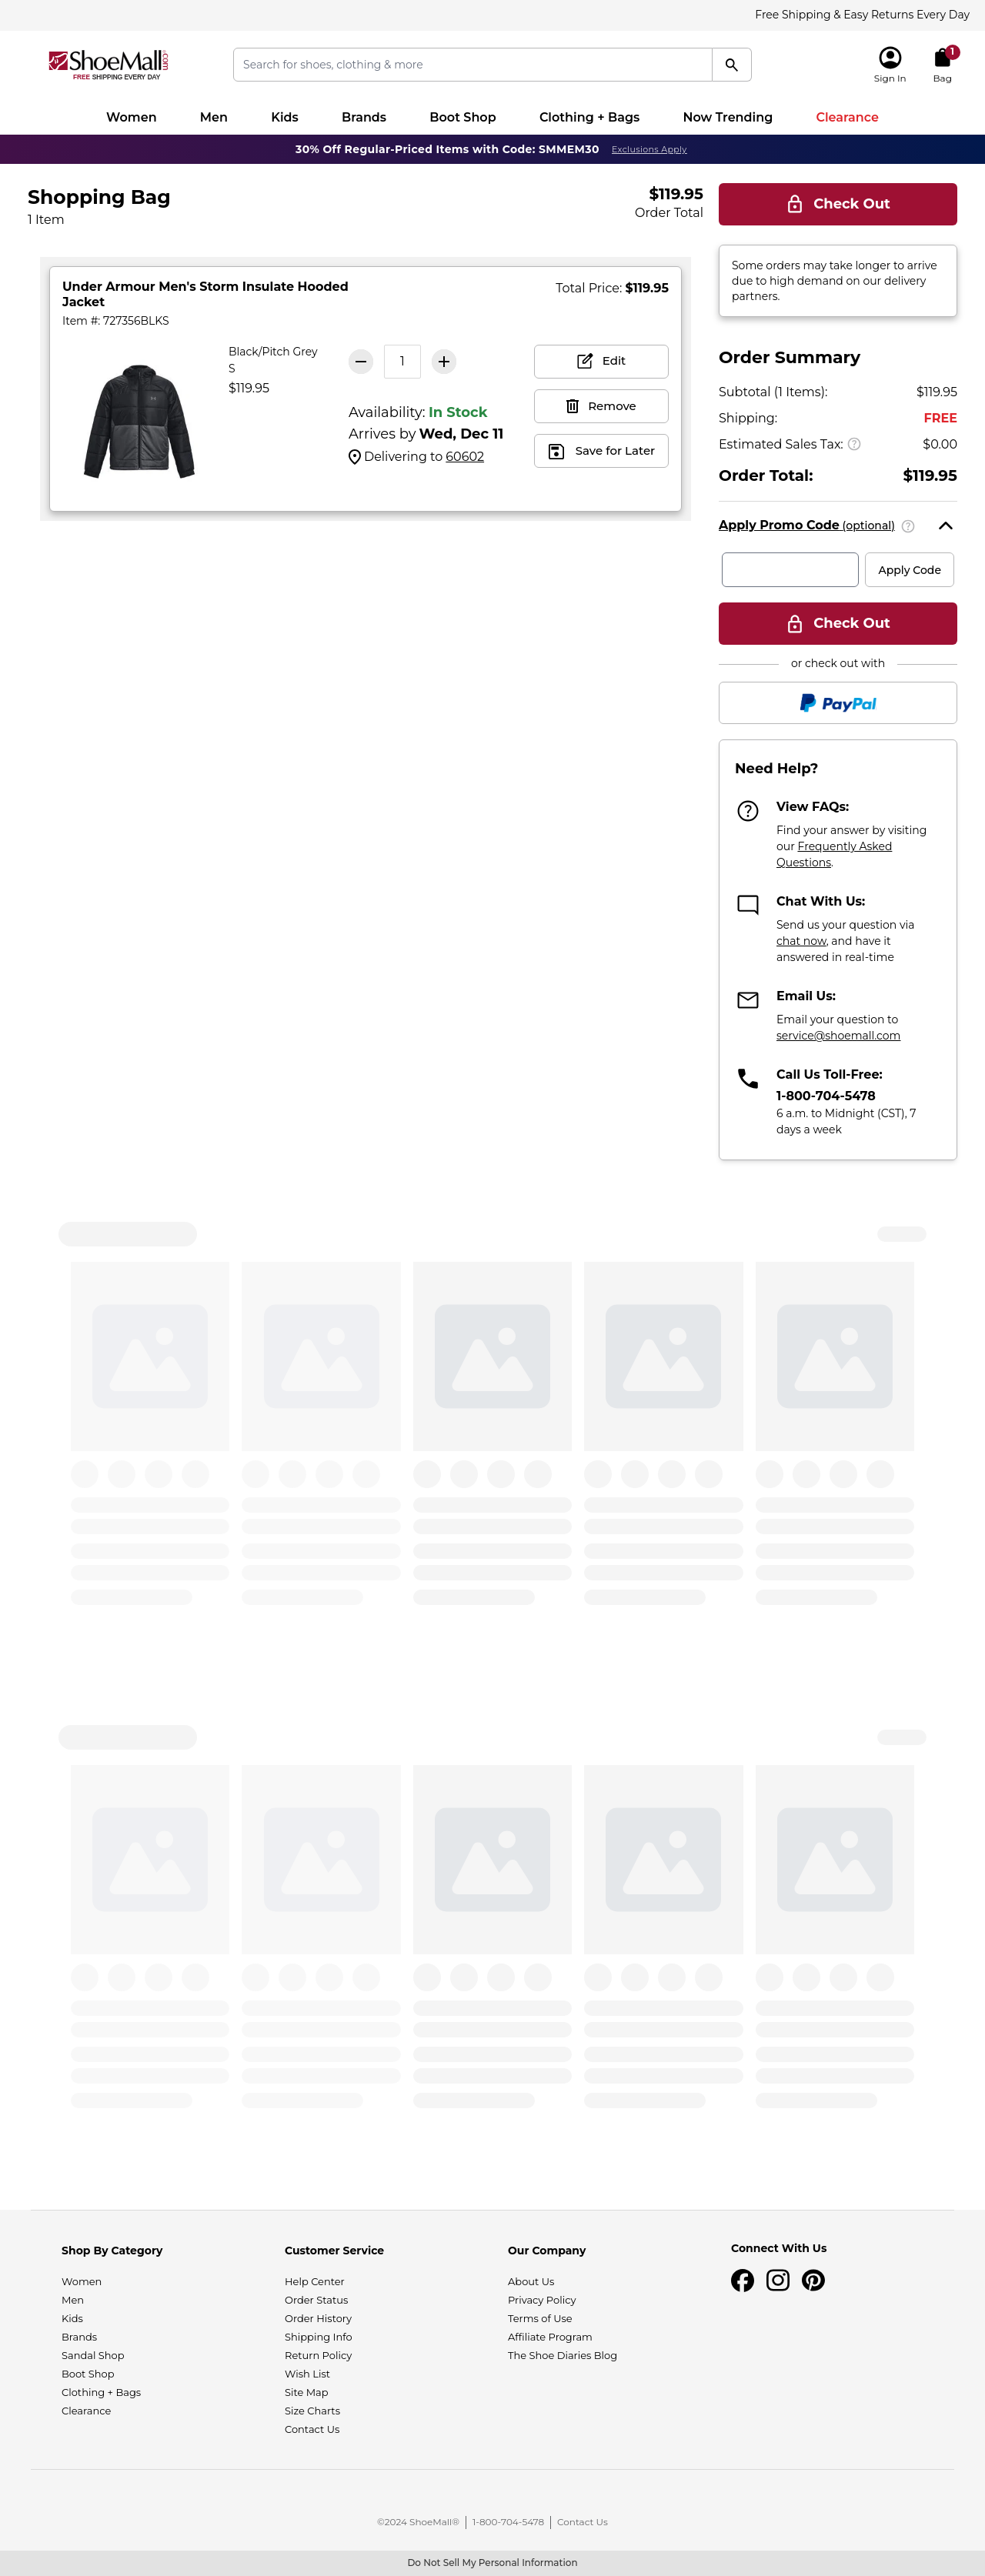 Free Shipping & Easy Returns Every Day
ShoeMall.com
FREE SHIPPING EVERY DAY
Search for shoes, clothing & more
Sign In
1
Bag
Women Men Kids Brands Boot Shop Clothing + Bags Now Trending Clearance
30% Off Regular-Priced Items with Code: SMMEM30 Exclusions Apply
Shopping Bag
1 Item
$119.95
Order Total
Check Out
Some orders may take longer to arrive
due to high demand on our delivery
partners.
Under Armour Men's Storm Insulate Hooded
Jacket
Item #: 727356BLKS
Total Price: $119.95
Black/Pitch Grey
S
$119.95
1
Availability: In Stock
Arrives by Wed, Dec 11
Delivering to 60602
Edit
Remove
Save for Later
Order Summary
Subtotal (1 Items): $119.95
Shipping: FREE
Estimated Sales Tax: ? $0.00
Order Total: $119.95
Apply Promo Code (optional) ?
Apply Code
Check Out
or check out with
PayPal
Need Help?
View FAQs:
Find your answer by visiting
our Frequently Asked
Questions.
Chat With Us:
Send us your question via
chat now, and have it
answered in real-time
Email Us:
Email your question to
service@shoemall.com
Call Us Toll-Free:
1-800-704-5478
6 a.m. to Midnight (CST), 7
days a week
Shop By Category
Women
Men
Kids
Brands
Sandal Shop
Boot Shop
Clothing + Bags
Clearance
Customer Service
Help Center
Order Status
Order History
Shipping Info
Return Policy
Wish List
Site Map
Size Charts
Contact Us
Our Company
About Us
Privacy Policy
Terms of Use
Affiliate Program
The Shoe Diaries Blog
Connect With Us
©2024 ShoeMall® 1-800-704-5478 Contact Us
Do Not Sell My Personal Information